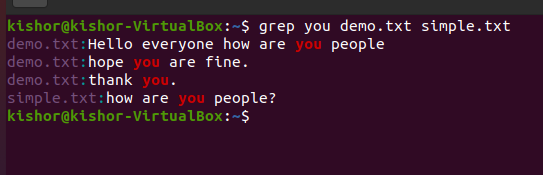 kishor@kishor-VirtualBox:~$ grep you demo.txt simple.txt
demo.txt:Hello everyone how are you people
demo.txt:hope you are fine.
demo.txt:thank you.
simple.txt:how are you people?
kishor@kishor-VirtualBox:~$